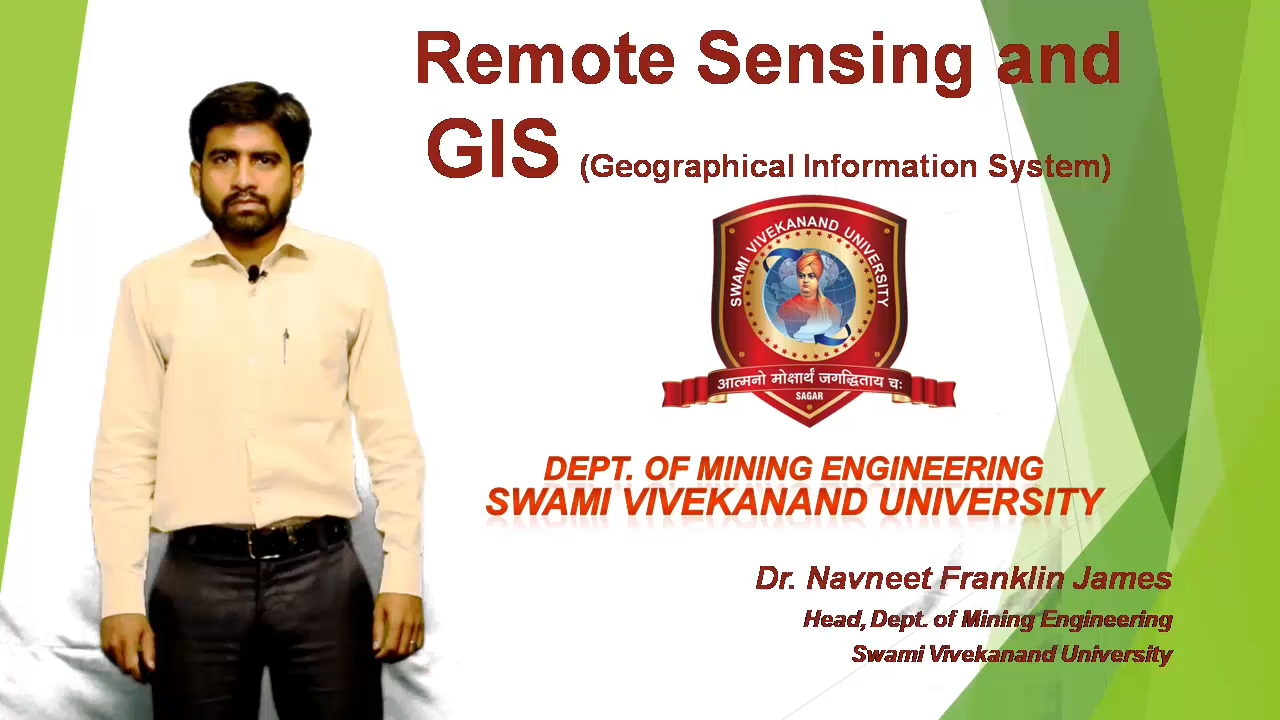 Remote Sensing and
GIS (Geographical Information System)
SWAMI VIVEKANAND UNIVERSITY
आत्मनो मोक्षार्थं जगद्धिताय चः
SAGAR
DEPT. OF MINING ENGINEERING
SWAMI VIVEKANAND UNIVERSITY
Dr. Navneet Franklin James
Head, Dept. of Mining Engineering
Swami Vivekanand University